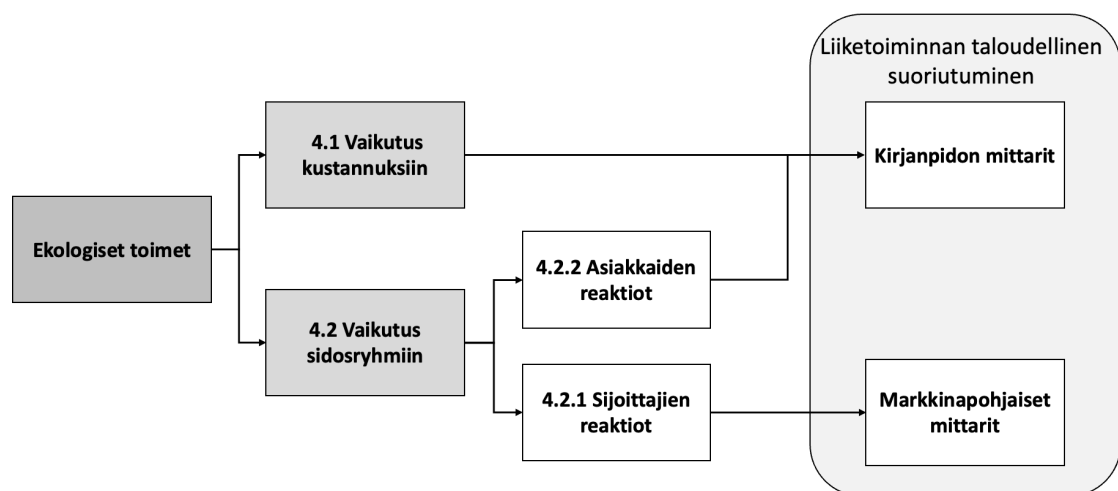 Liiketoiminnan taloudellinen
suoriutuminen
4.1 Vaikutus
kustannuksiin
Kirjanpidon mittarit
Ekologiset toimet
4.2.2 Asiakkaiden
reaktiot
4.2 Vaikutus
sidosryhmiin
4.2.1 Sijoittajien
reaktiot
Markkinapohjaiset
mittarit